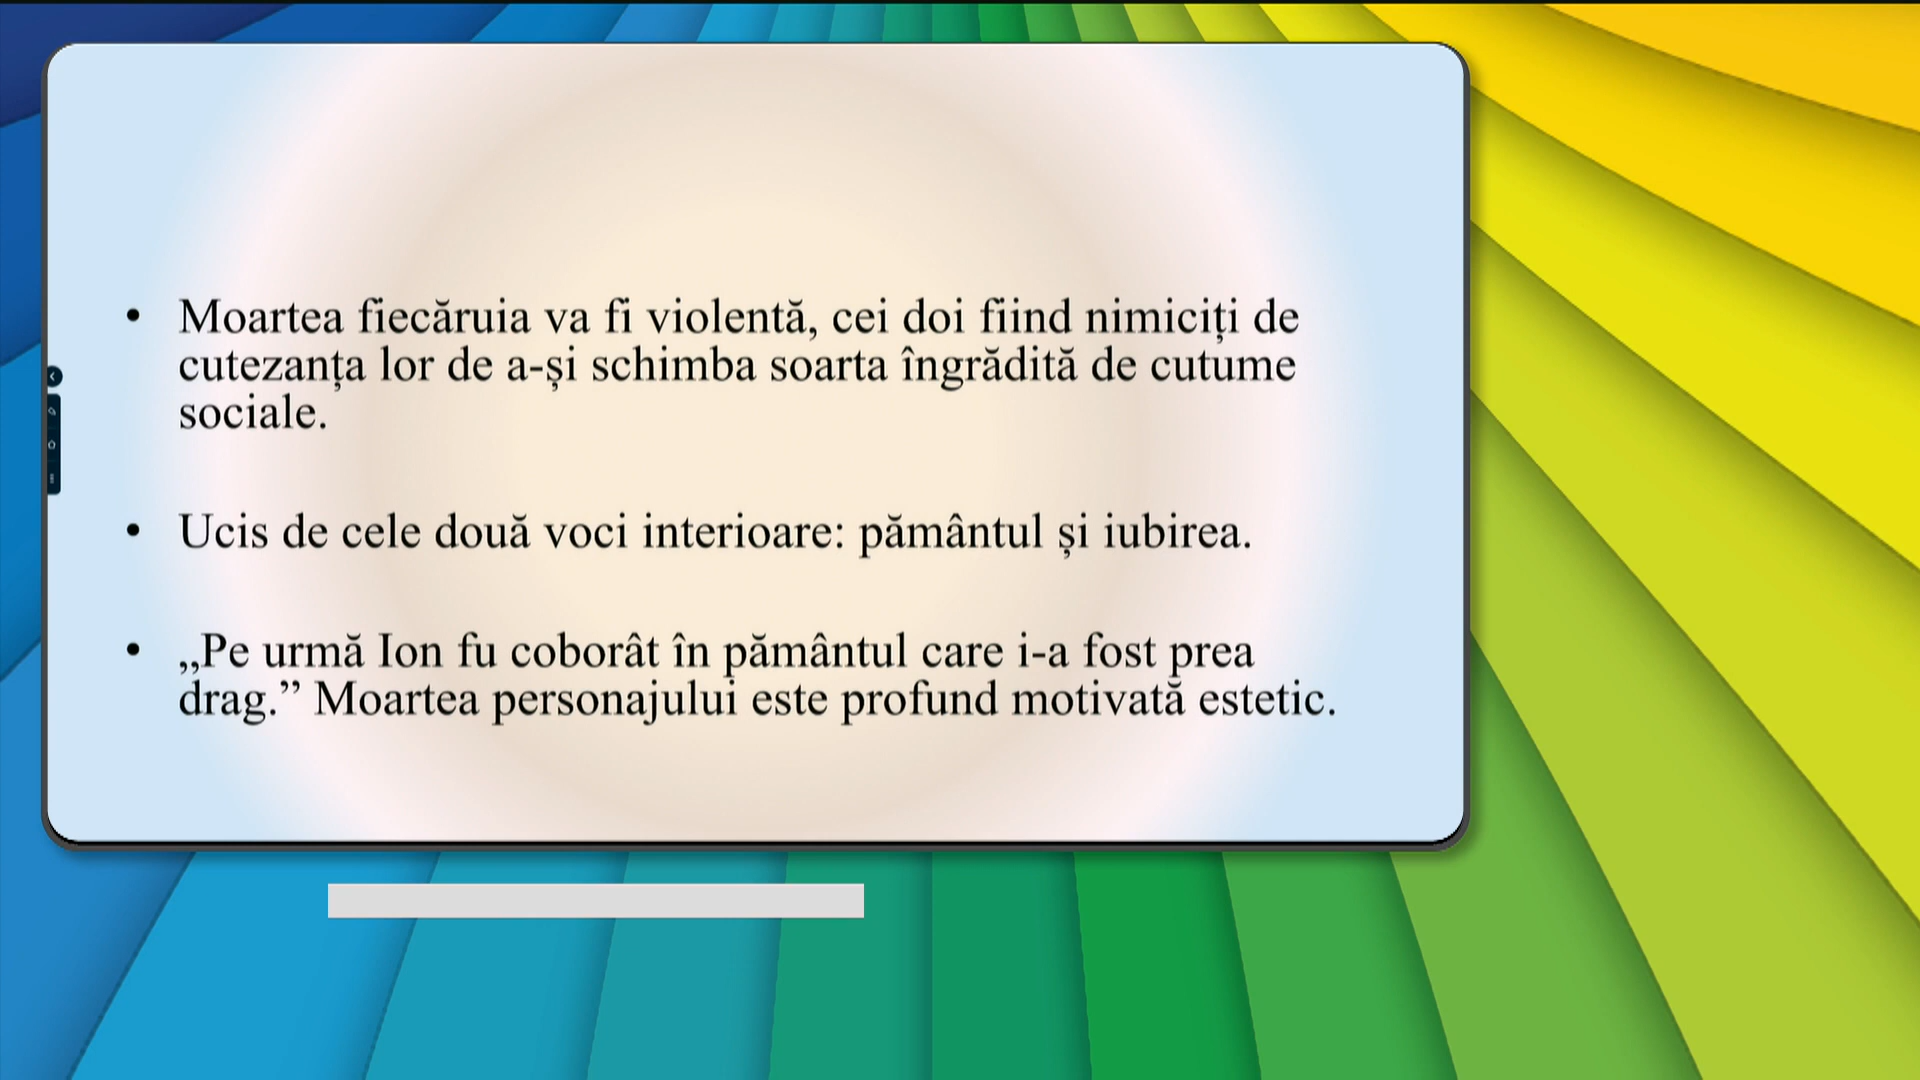 • Moartea fiecăruia va fi violentă, cei doi fiind nimiciți de
cutezanța lor de a-și schimba soarta îngrădită de cutume
sociale.
• Ucis de cele două voci interioare: pământul și iubirea.
• „Pe urmă Ion fu coborât în pământul care i-a fost prea
drag.” Moartea personajului este profund motivată estetic.